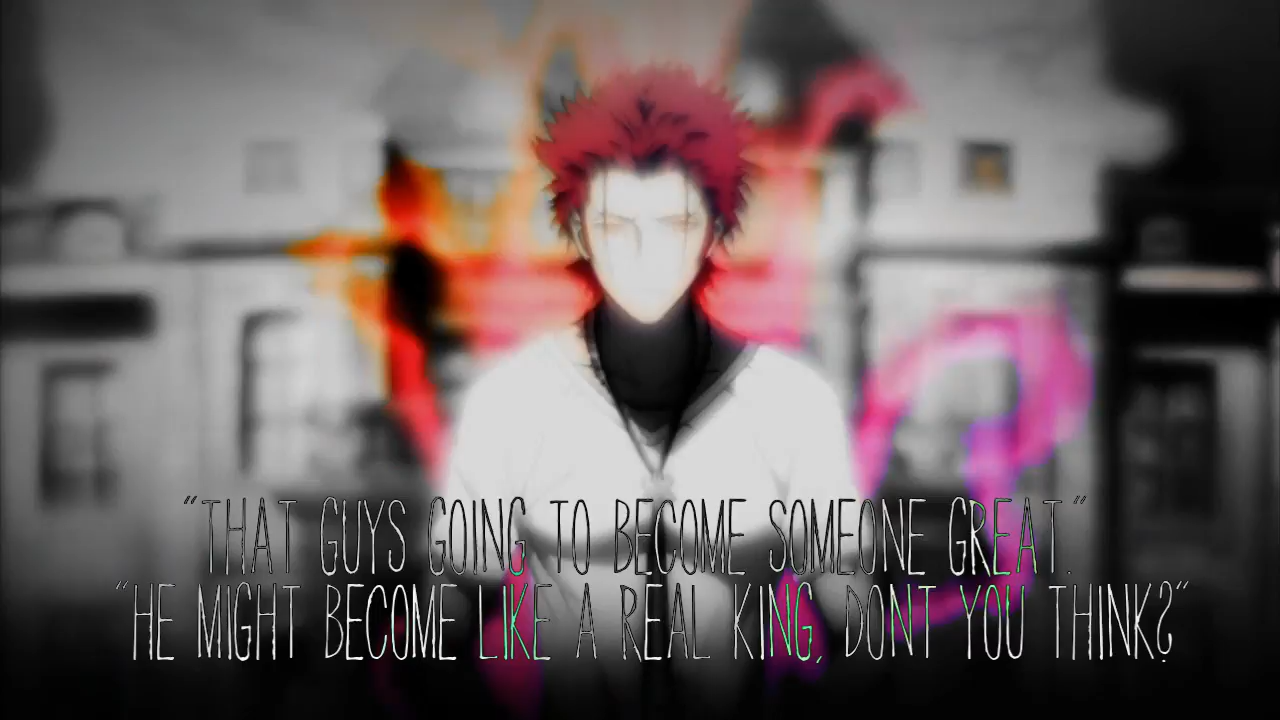 "THAT GUYS GOING TO BECOME SOMEONE GREAT."
"HE MIGHT BECOME LIKE A REAL KING, DONT YOU THINK?"